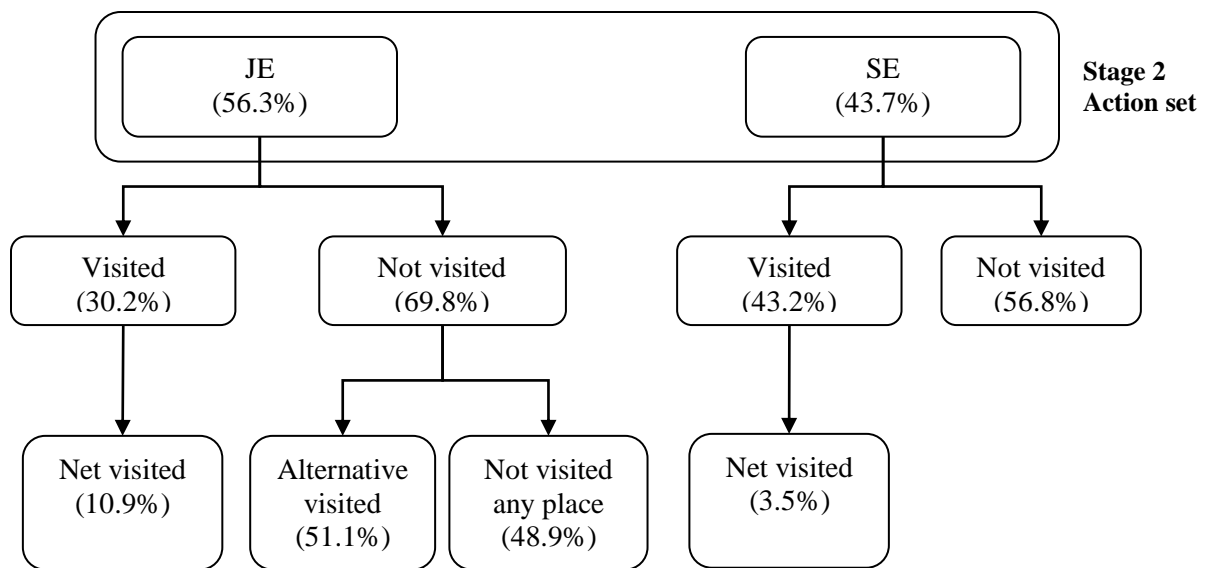 JE
(56.3%)
SE
(43.7%)
Stage 2
Action set
Visited
(30.2%)
Not visited
(69.8%)
Visited
(43.2%)
Not visited
(56.8%)
Net visited
(10.9%)
Alternative
visited
(51.1%)
Not visited
any place
(48.9%)
Net visited
(3.5%)